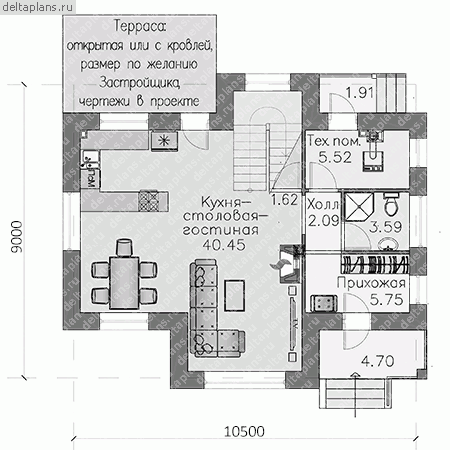 deltaplans.ru
Терраса:
открытая или с кровлей,
размер по желанию
Застройщика,
чертежи в проекте
1.91
Тех.пом.
5.52
1.62
Холл
2.09
3.59
Кухня–
столовая–
гостиная
40.45
Прихожая
5.75
4.70
9000
10500